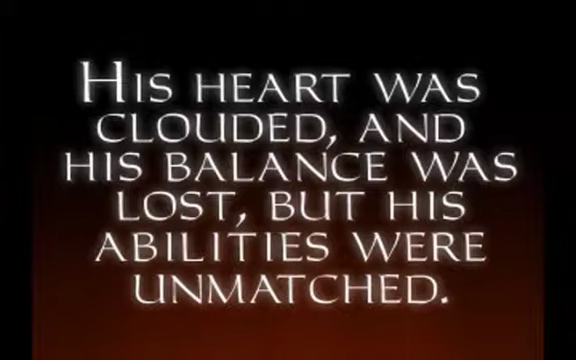 HIS HEART WAS
CLOUDED, AND
HIS BALANCE WAS
LOST, BUT HIS
ABILITIES WERE
UNMATCHED.